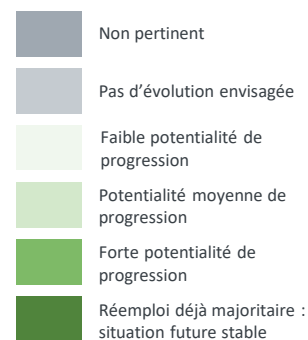 Non pertinent
Pas d’évolution envisagée
Faible potentialité de
progression
Potentialité moyenne de
progression
Forte potentialité de
progression
Réemploi déjà majoritaire :
situation future stable